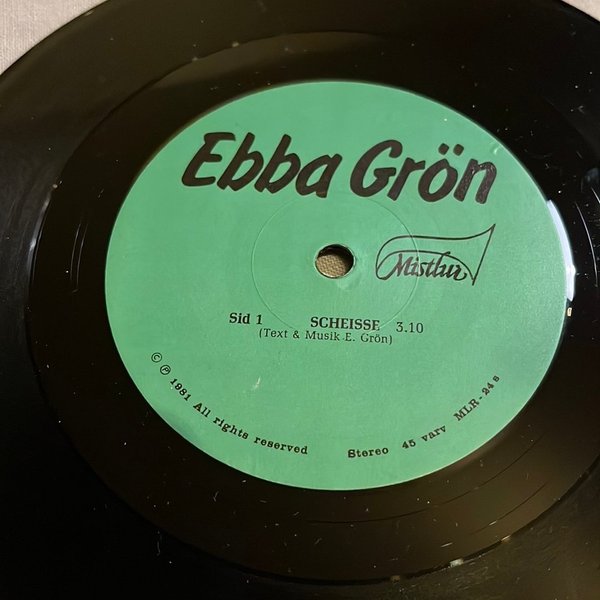 Ebba Grön
Mistlur
Sid 1 SCHEISSE 3.10
(Text & Musik E. Grön)
© ℗ 1981 All rights reserved
Stereo 45 varv MLR-24 s